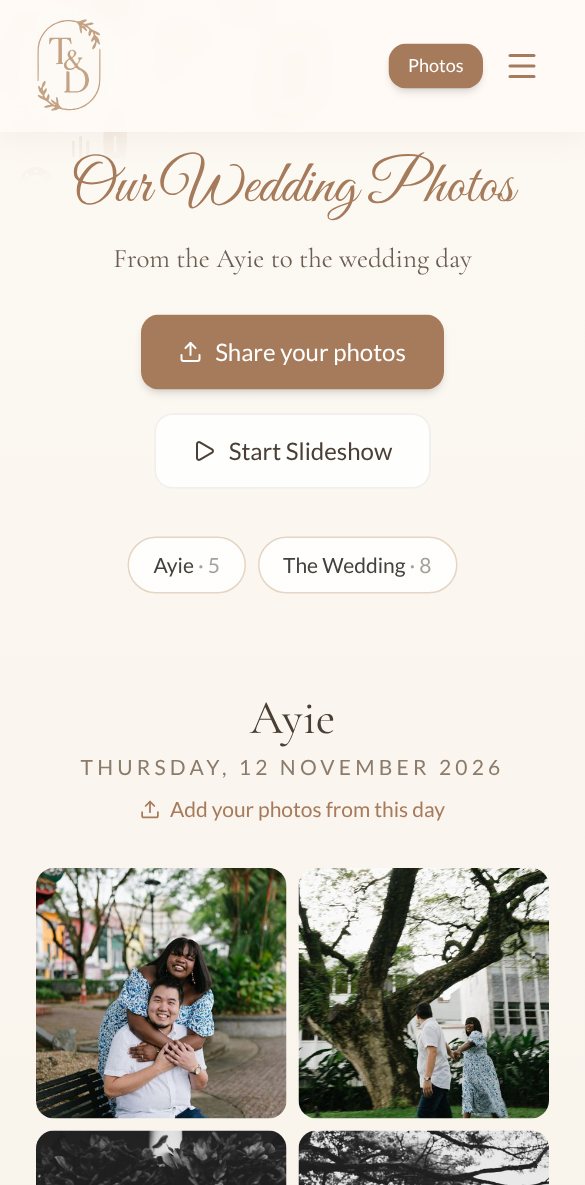 T&D
Photos
Our Wedding Photos
From the Ayie to the wedding day
Share your photos
Start Slideshow
Ayie · 5
The Wedding · 8
Ayie
THURSDAY, 12 NOVEMBER 2026
Add your photos from this day